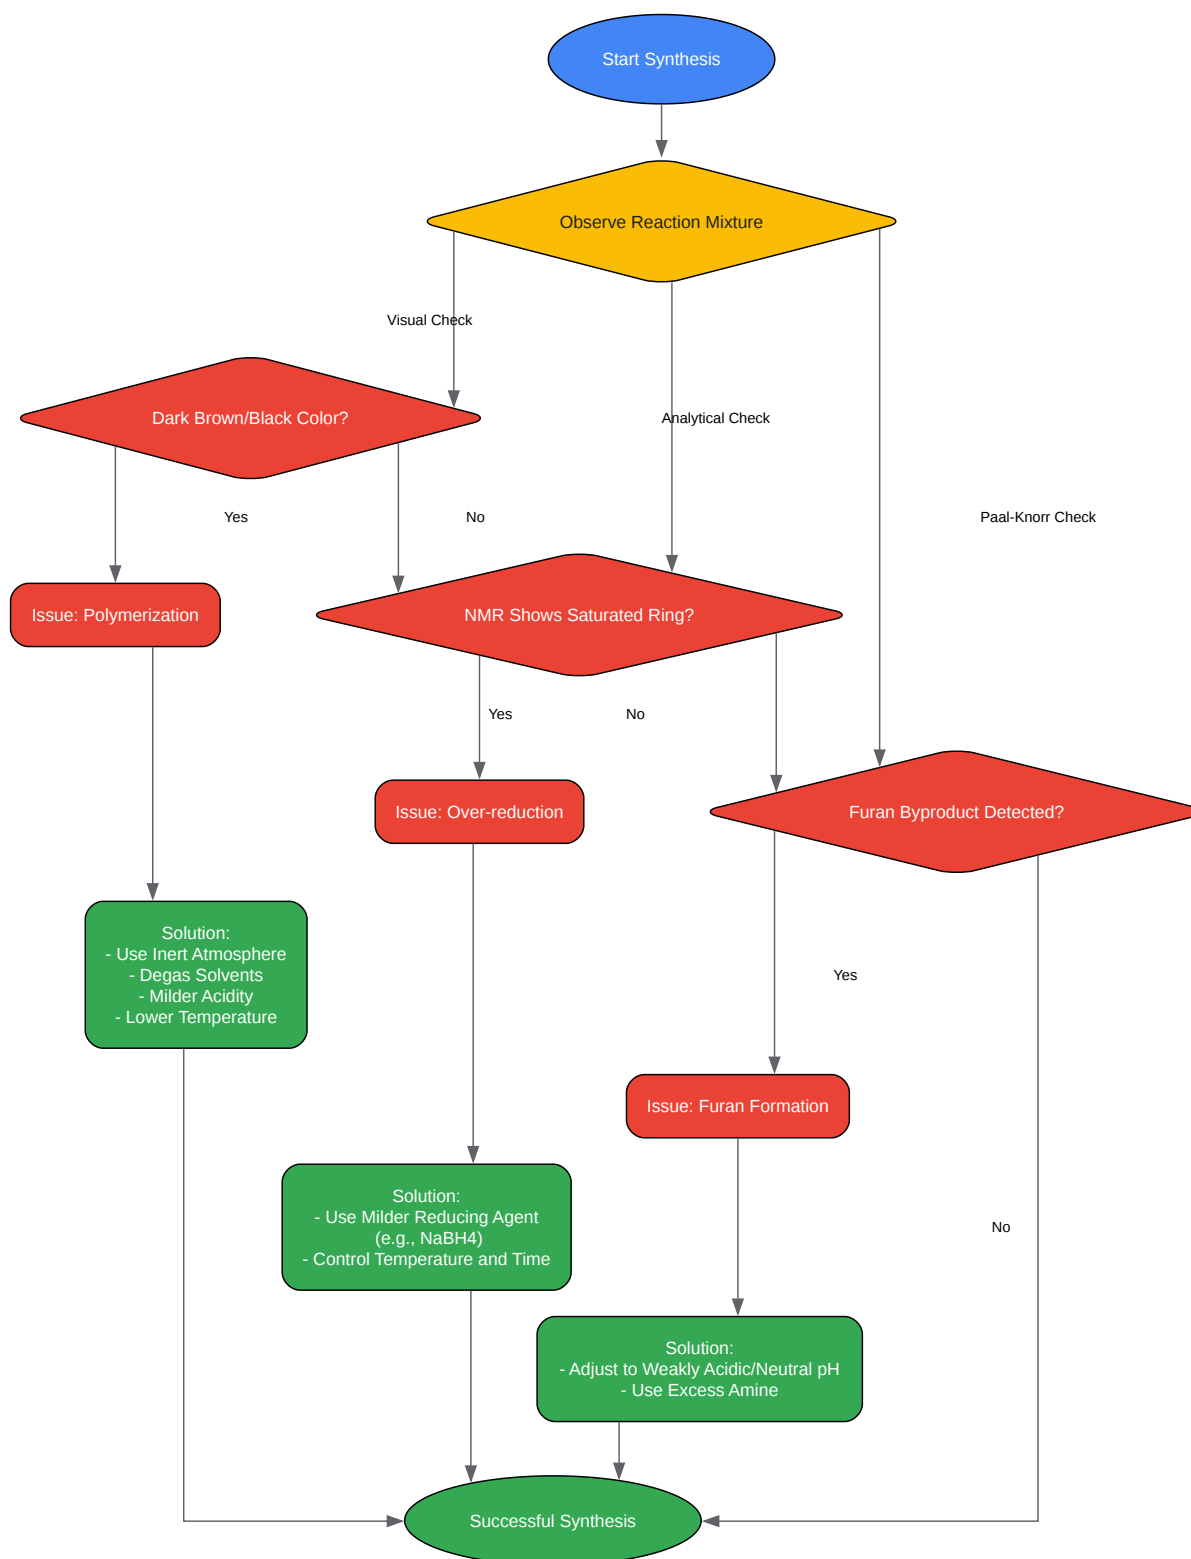 Start Synthesis
Observe Reaction Mixture
Visual Check
Dark Brown/Black Color?
Analytical Check
Yes
No
Paal-Knorr Check
Issue: Polymerization
NMR Shows Saturated Ring?
Yes
No
Issue: Over-reduction
Furan Byproduct Detected?
Solution:
- Use Inert Atmosphere
- Degas Solvents
- Milder Acidity
- Lower Temperature
Yes
Issue: Furan Formation
Solution:
- Use Milder Reducing Agent
(e.g., NaBH4)
- Control Temperature and Time
No
Solution:
- Adjust to Weakly Acidic/Neutral pH
- Use Excess Amine
Successful Synthesis